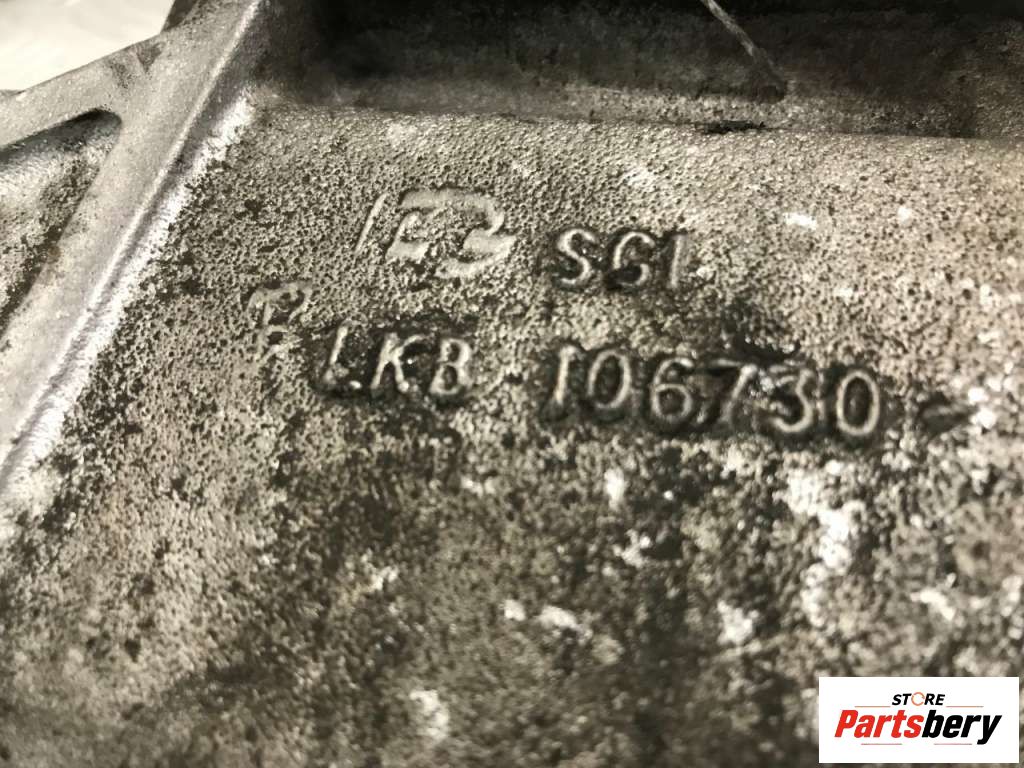 SG1
LKB 106730
STORE
Partsbery